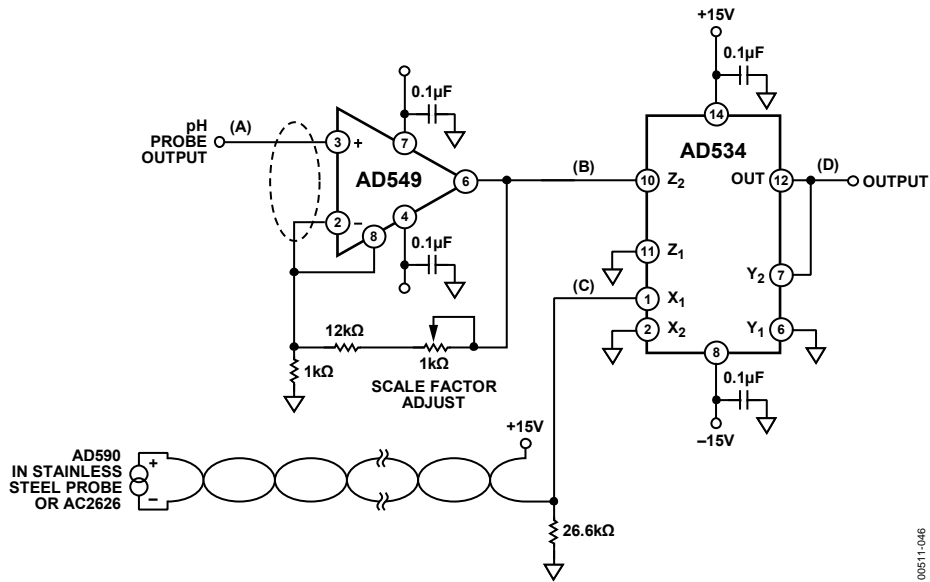 +15V
0.1µF
14
AD534
pH
PROBE
OUTPUT
(A)
3
+
0.1µF
7
AD549
6
2
–
8
4
0.1µF
(B)
10
Z2
OUT
12
(D)
OUTPUT
11
Z1
Y2
7
(C)
1
X1
2
X2
Y1
6
8
12kΩ
1kΩ
1kΩ
SCALE FACTOR
ADJUST
0.1µF
–15V
+15V
AD590
IN STAINLESS
STEEL PROBE
OR AC2626
+
–
26.6kΩ
00511-046